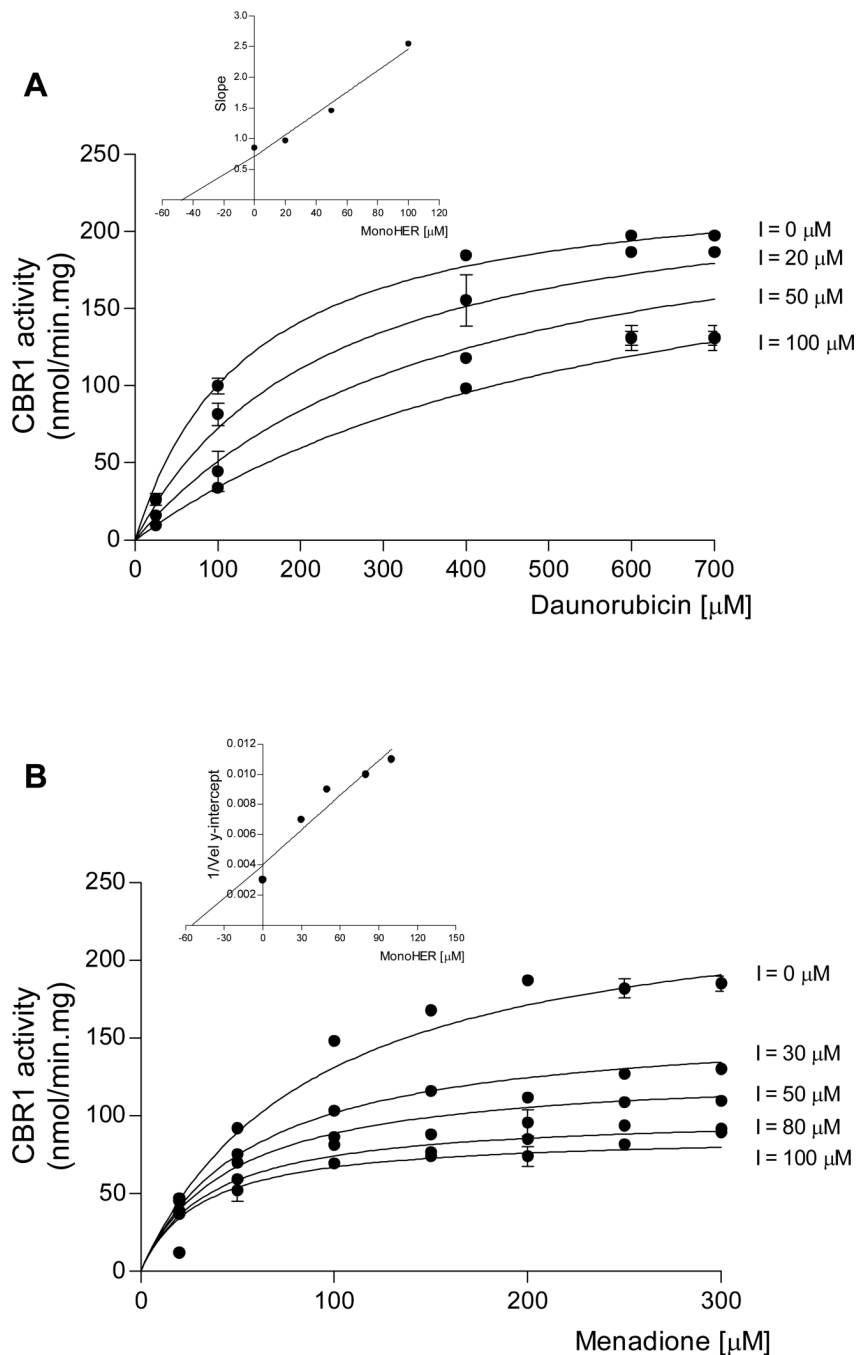 A
Slope
3.0
2.5
2.0
1.5
1.0
0.5
-60 -40 -20 0 20 40 60 80 100 120
MonoHER [µM]
CBR1 activity
(nmol/min.mg)
250
200
150
100
50
0
0 100 200 300 400 500 600 700
Daunorubicin [µM]
I = 0 µM
I = 20 µM
I = 50 µM
I = 100 µM
B
1/Vel y-intercept
0.012
0.010
0.008
0.006
0.004
0.002
-60 -30 0 30 60 90 120 150
MonoHER [µM]
CBR1 activity
(nmol/min.mg)
250
200
150
100
50
0
0 100 200 300
Menadione [µM]
I = 0 µM
I = 30 µM
I = 50 µM
I = 80 µM
I = 100 µM